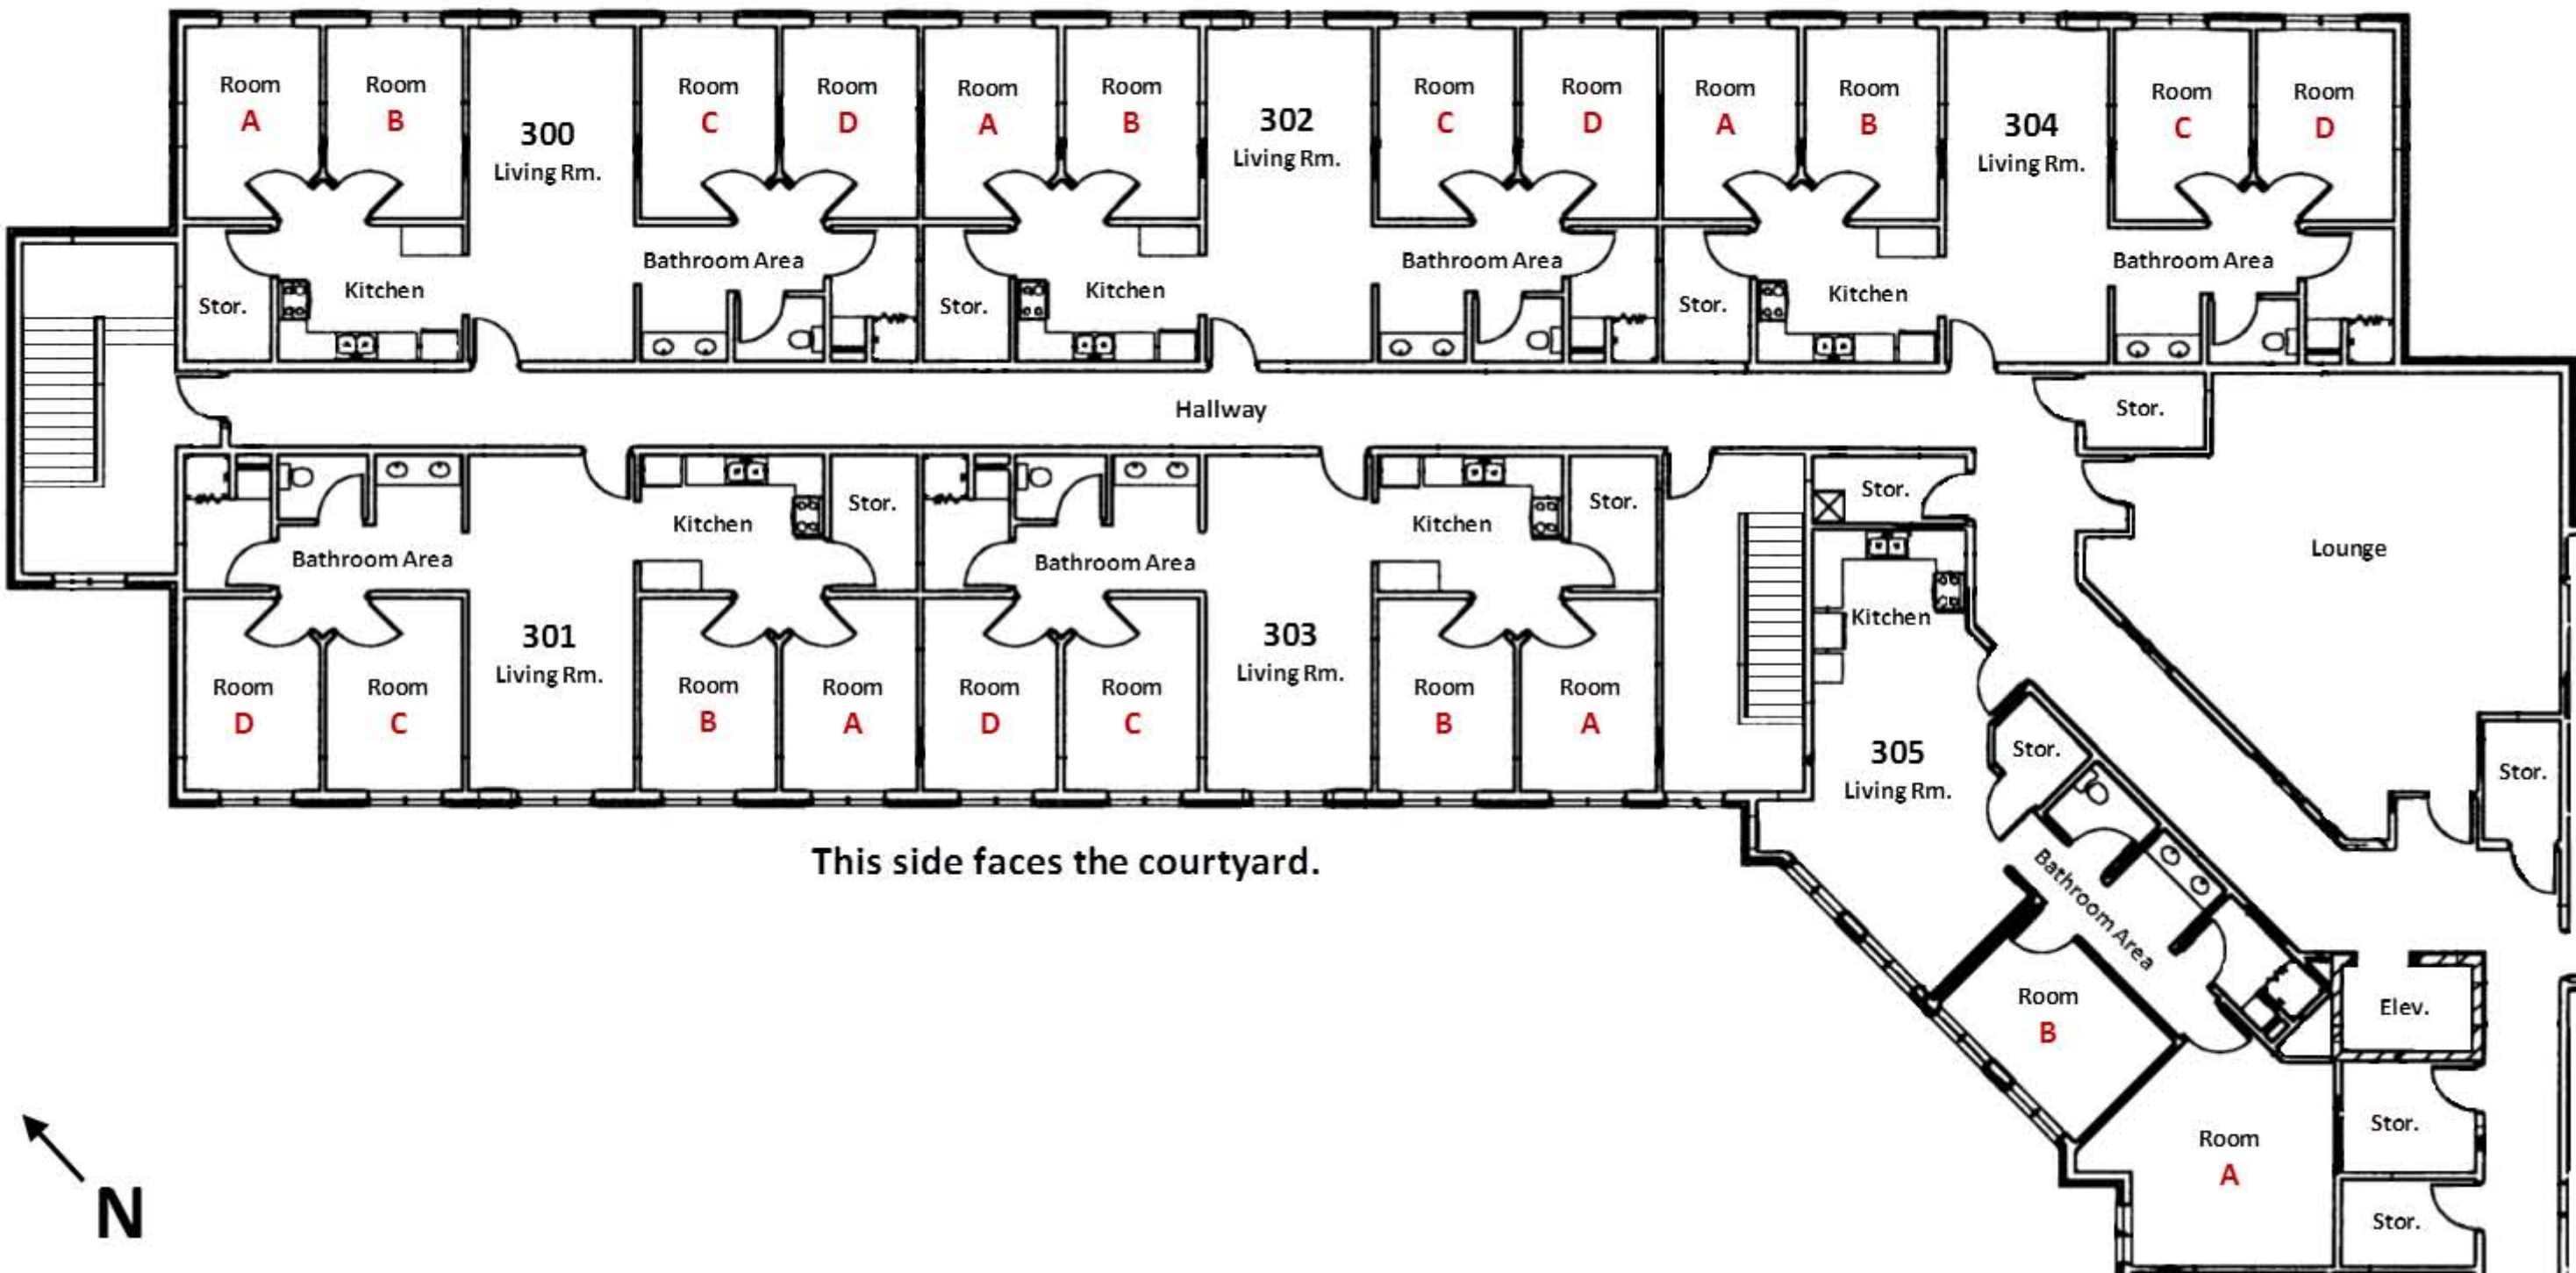 Room
A
Room
B
300
Living Rm.
Room
C
Room
D
Room
A
Room
B
302
Living Rm.
Room
C
Room
D
Room
A
Room
B
304
Living Rm.
Room
C
Room
D
Stor.
Kitchen
Bathroom Area
Stor.
Kitchen
Bathroom Area
Stor.
Kitchen
Bathroom Area
Hallway
Stor.
Bathroom Area
Kitchen
Stor.
Bathroom Area
Kitchen
Stor.
Stor.
Lounge
Kitchen
Room
D
Room
C
301
Living Rm.
Room
B
Room
A
Room
D
Room
C
303
Living Rm.
Room
B
Room
A
305
Living Rm.
Stor.
Stor.
This side faces the courtyard.
Bathroom Area
Room
B
Elev.
Room
A
Stor.
Stor.
N